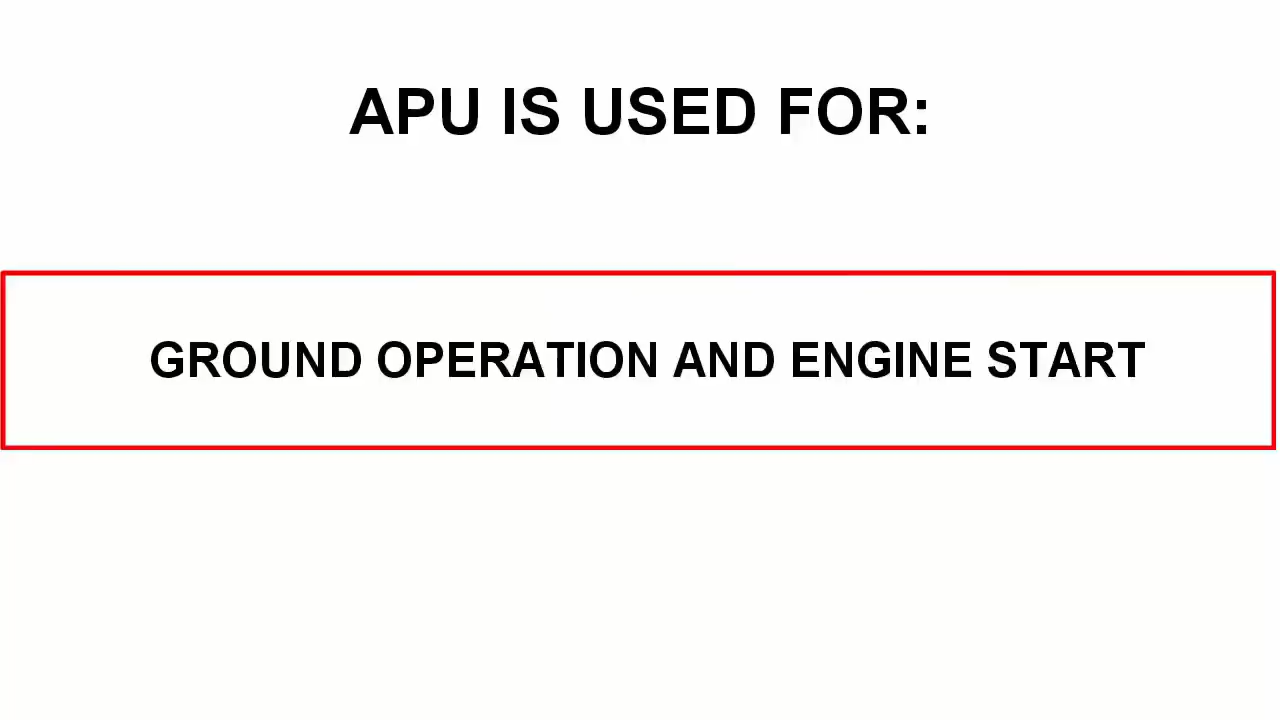 APU IS USED FOR:
GROUND OPERATION AND ENGINE START